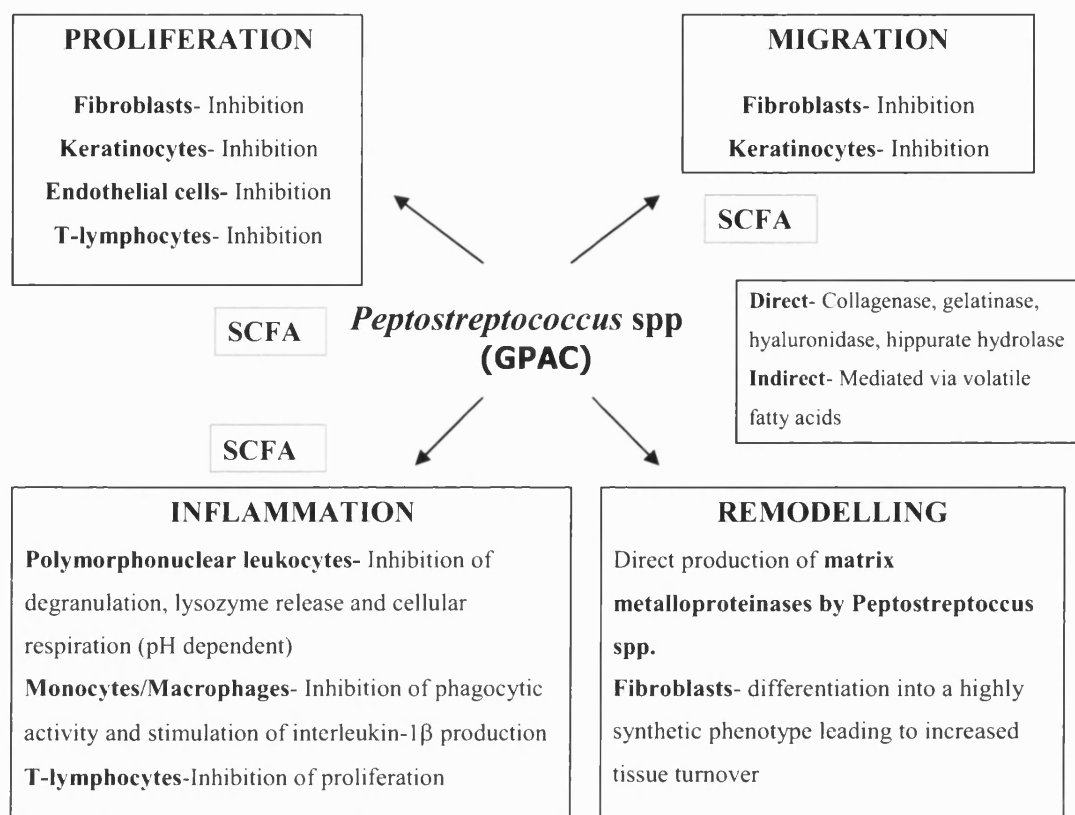 PROLIFERATION
Fibroblasts- Inhibition
Keratinocytes- Inhibition
Endothelial cells- Inhibition
T-lymphocytes- Inhibition
MIGRATION
Fibroblasts- Inhibition
Keratinocytes- Inhibition
SCFA
SCFA
Peptostreptococcus spp
(GPAC)
Direct- Collagenase, gelatinase,
hyaluronidase, hippurate hydrolase
Indirect- Mediated via volatile
fatty acids
SCFA
INFLAMMATION
Polymorphonuclear leukocytes- Inhibition of
degranulation, lysozyme release and cellular
respiration (pH dependent)
Monocytes/Macrophages- Inhibition of phagocytic
activity and stimulation of interleukin-1β production
T-lymphocytes-Inhibition of proliferation
REMODELLING
Direct production of matrix
metalloproteinases by Peptostreptoccus
spp.
Fibroblasts- differentiation into a highly
synthetic phenotype leading to increased
tissue turnover